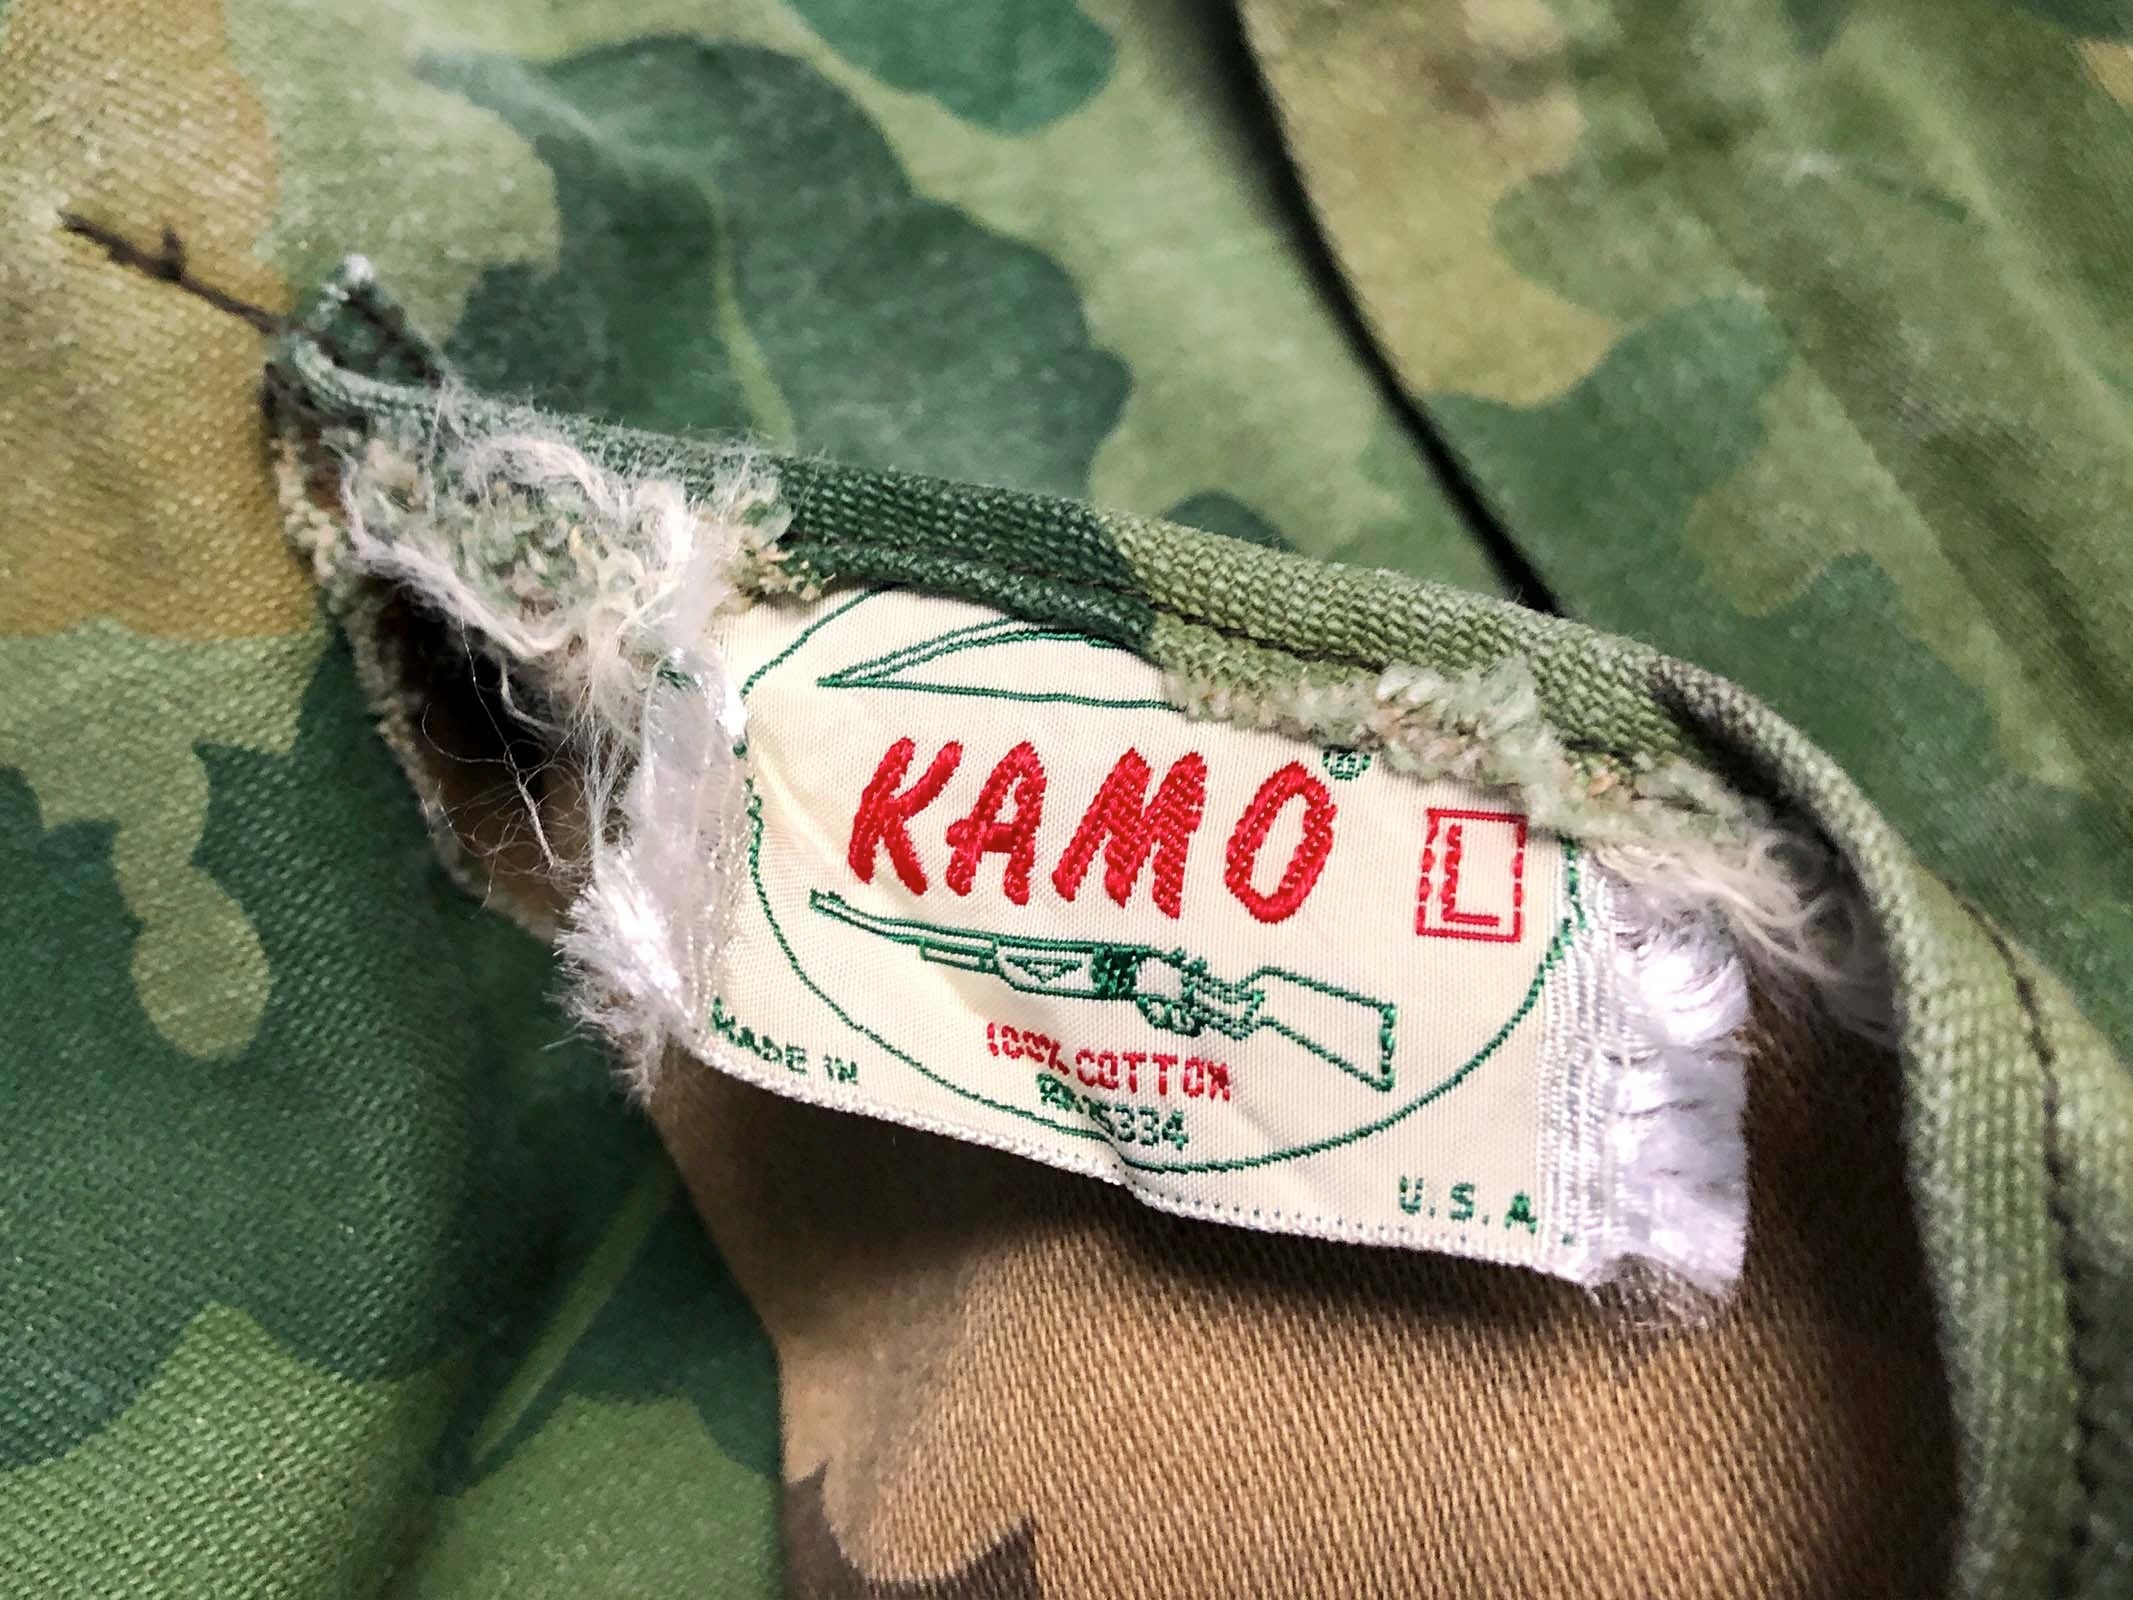 KAMO ®
L
100% COTTON
MADE IN
U.S.A